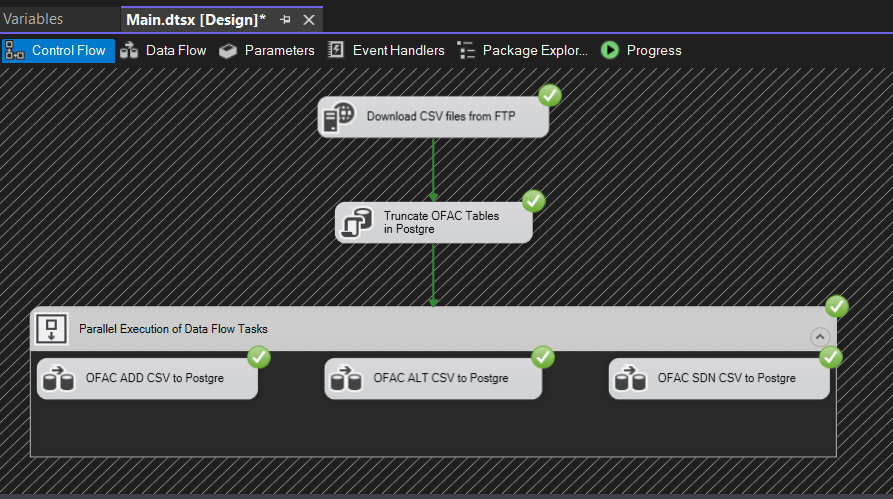 Variables
Main.dtsx [Design]*
Control Flow
Data Flow
Parameters
Event Handlers
Package Explor...
Progress
Download CSV files from FTP
Truncate OFAC Tables
in Postgre
Parallel Execution of Data Flow Tasks
OFAC ADD CSV to Postgre
OFAC ALT CSV to Postgre
OFAC SDN CSV to Postgre